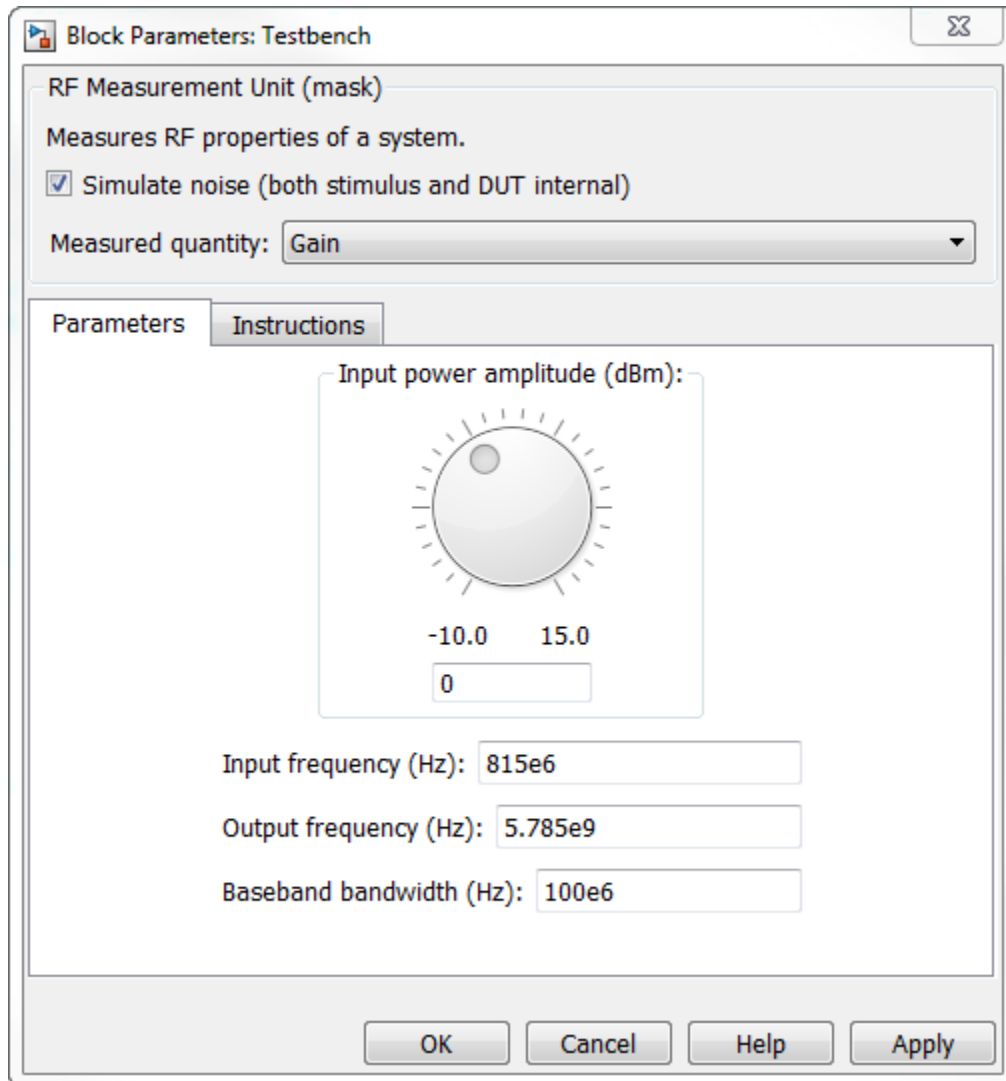 Block Parameters: Testbench
RF Measurement Unit (mask)
Measures RF properties of a system.
Simulate noise (both stimulus and DUT internal)
Measured quantity: Gain
Parameters Instructions
Input power amplitude (dBm):
-10.0 15.0
0
Input frequency (Hz): 815e6
Output frequency (Hz): 5.785e9
Baseband bandwidth (Hz): 100e6
OK Cancel Help Apply